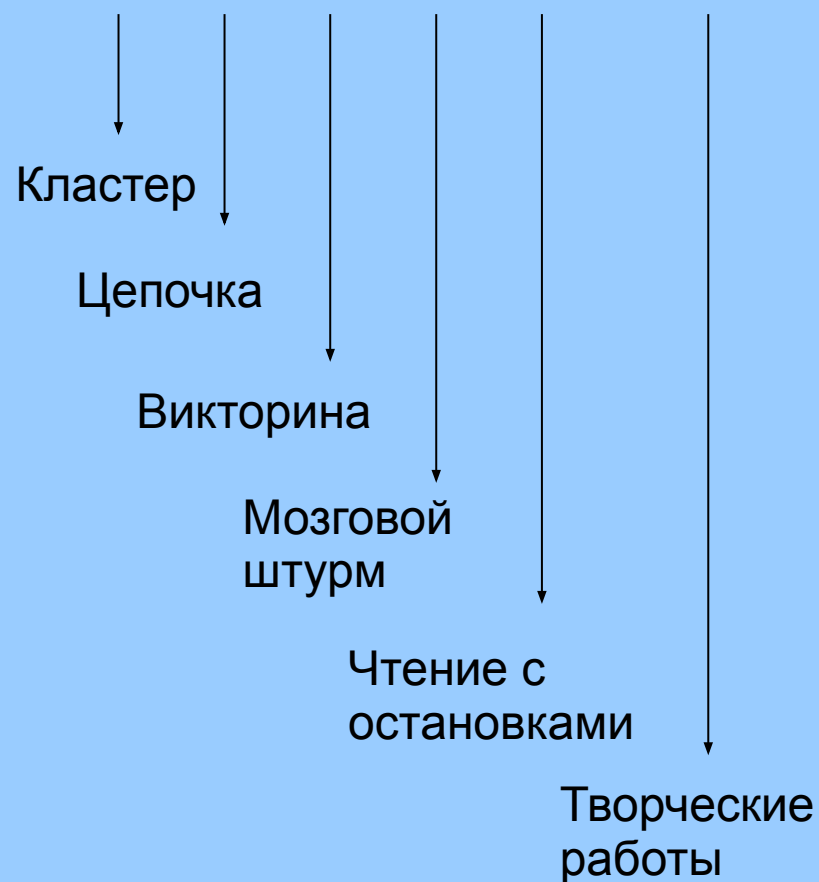 Кластер
Цепочка
Викторина
Мозговой
штурм
Чтение с
остановками
Творческие
работы